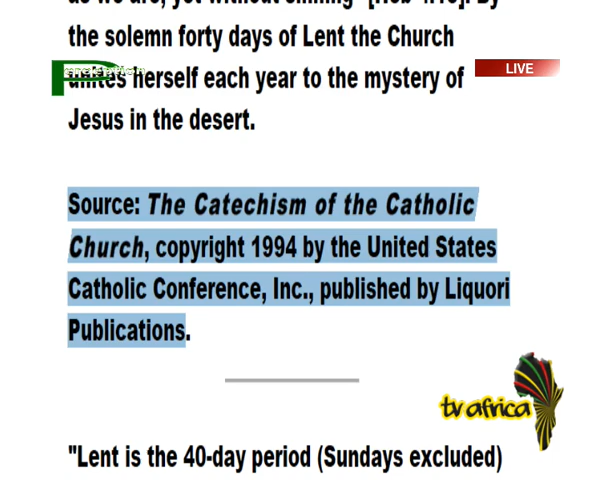 the solemn forty days of Lent the Church
unites herself each year to the mystery of
LIVE
Jesus in the desert.
Source: The Catechism of the Catholic
Church, copyright 1994 by the United States
Catholic Conference, Inc., published by Liquori
Publications.
tv africa
"Lent is the 40-day period (Sundays excluded)